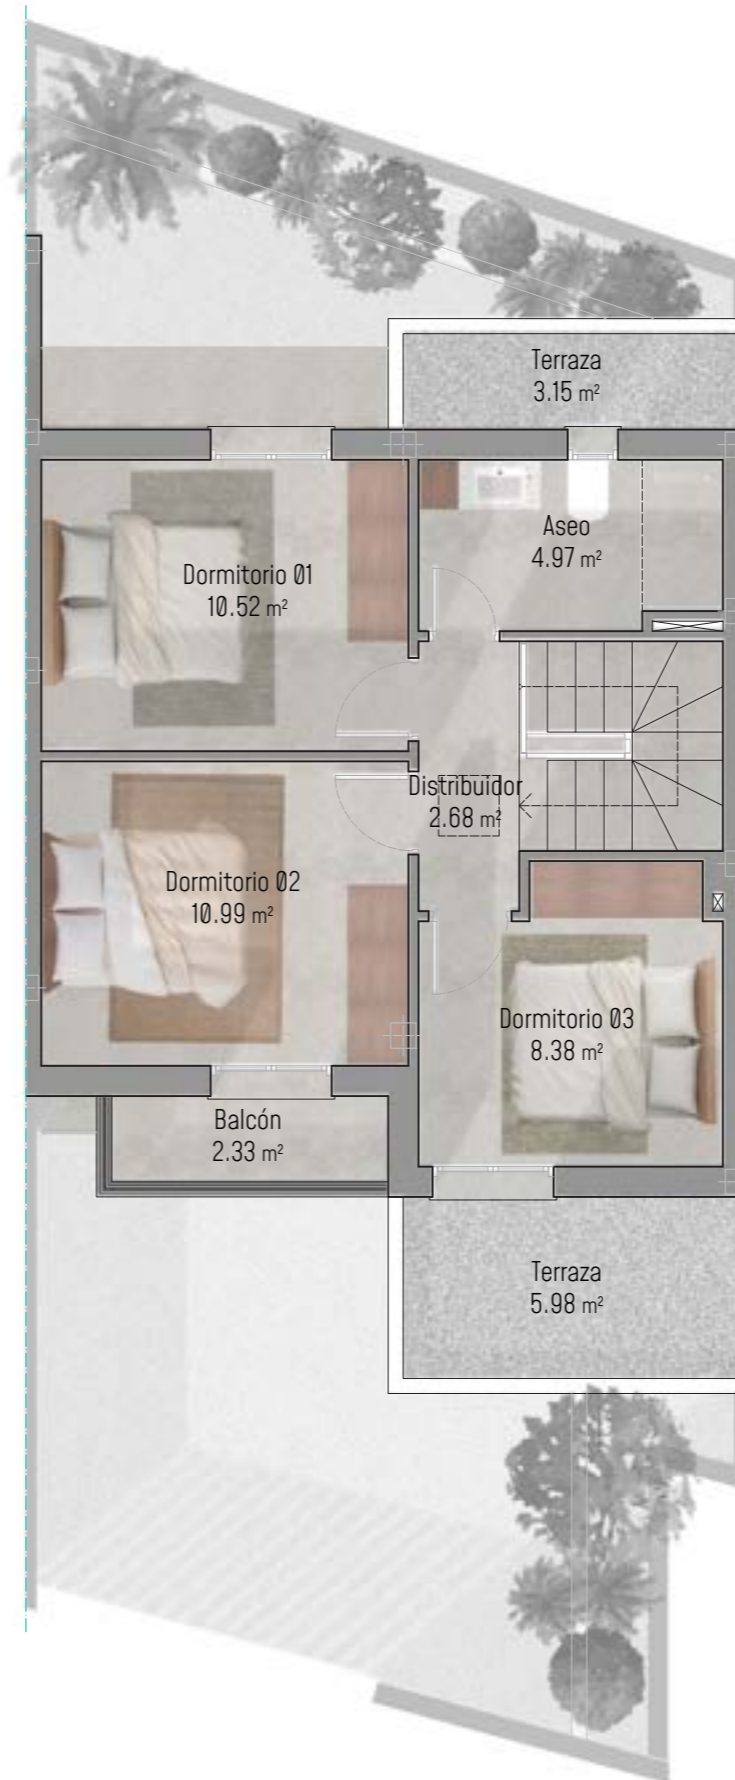 Terraza
3.15 m²
Aseo
4.97 m²
Dormitorio 01
10.52 m²
Distribuidor
2.68 m²
Dormitorio 02
10.99 m²
Dormitorio 03
8.38 m²
Balcón
2.33 m²
Terraza
5.98 m²